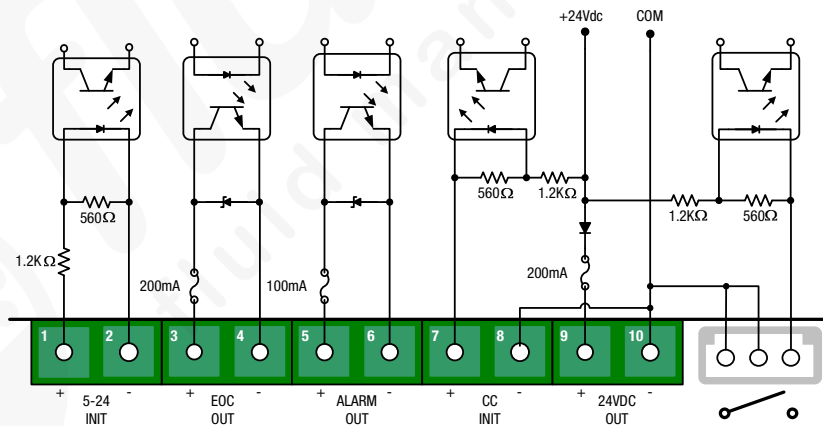 +24Vdc COM
560Ω 1.2KΩ
560Ω 1.2KΩ 560Ω
1.2KΩ
200mA 100mA 200mA
1 2 3 4 5 6 7 8 9 10
+ - + - + - + - + -
5-24 EOC ALARM CC 24VDC
INIT OUT OUT INIT OUT
fluid